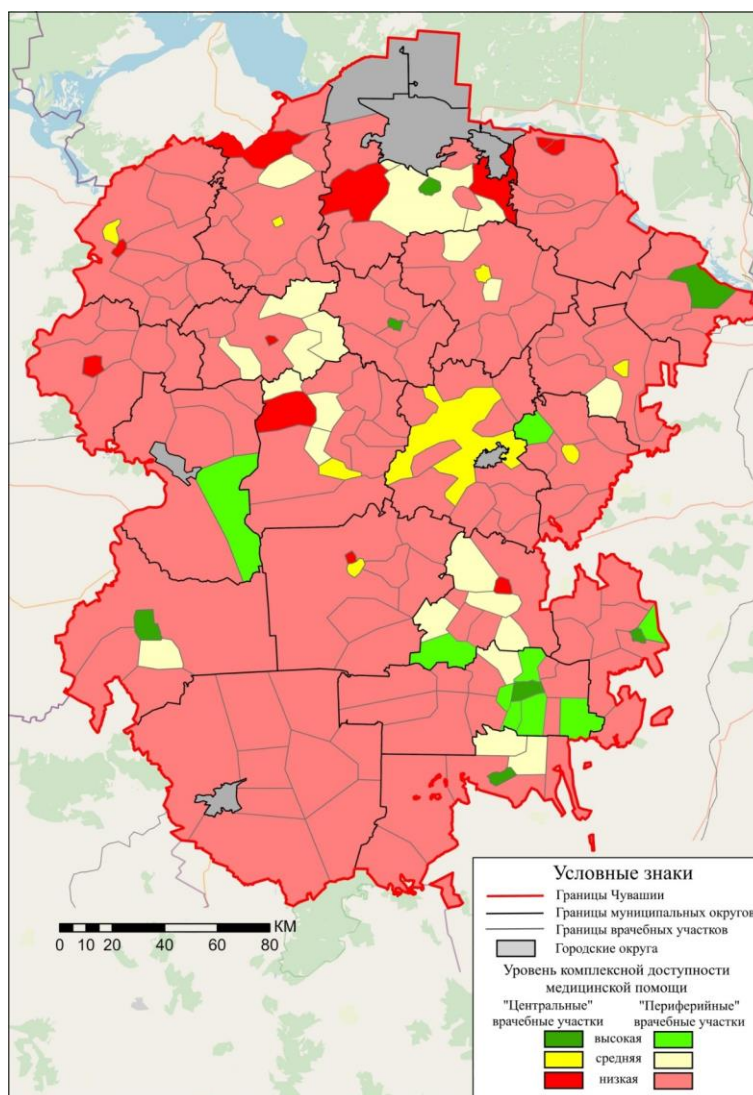 КМ
0 10 20 40 60 80
Условные знаки
Границы Чувашии
Границы муниципальных округов
Границы врачебных участков
Городские округа
Уровень комплексной доступности
медицинской помощи
"Центральные" "Периферийные"
врачебные участки врачебные участки
высокая
средняя
низкая